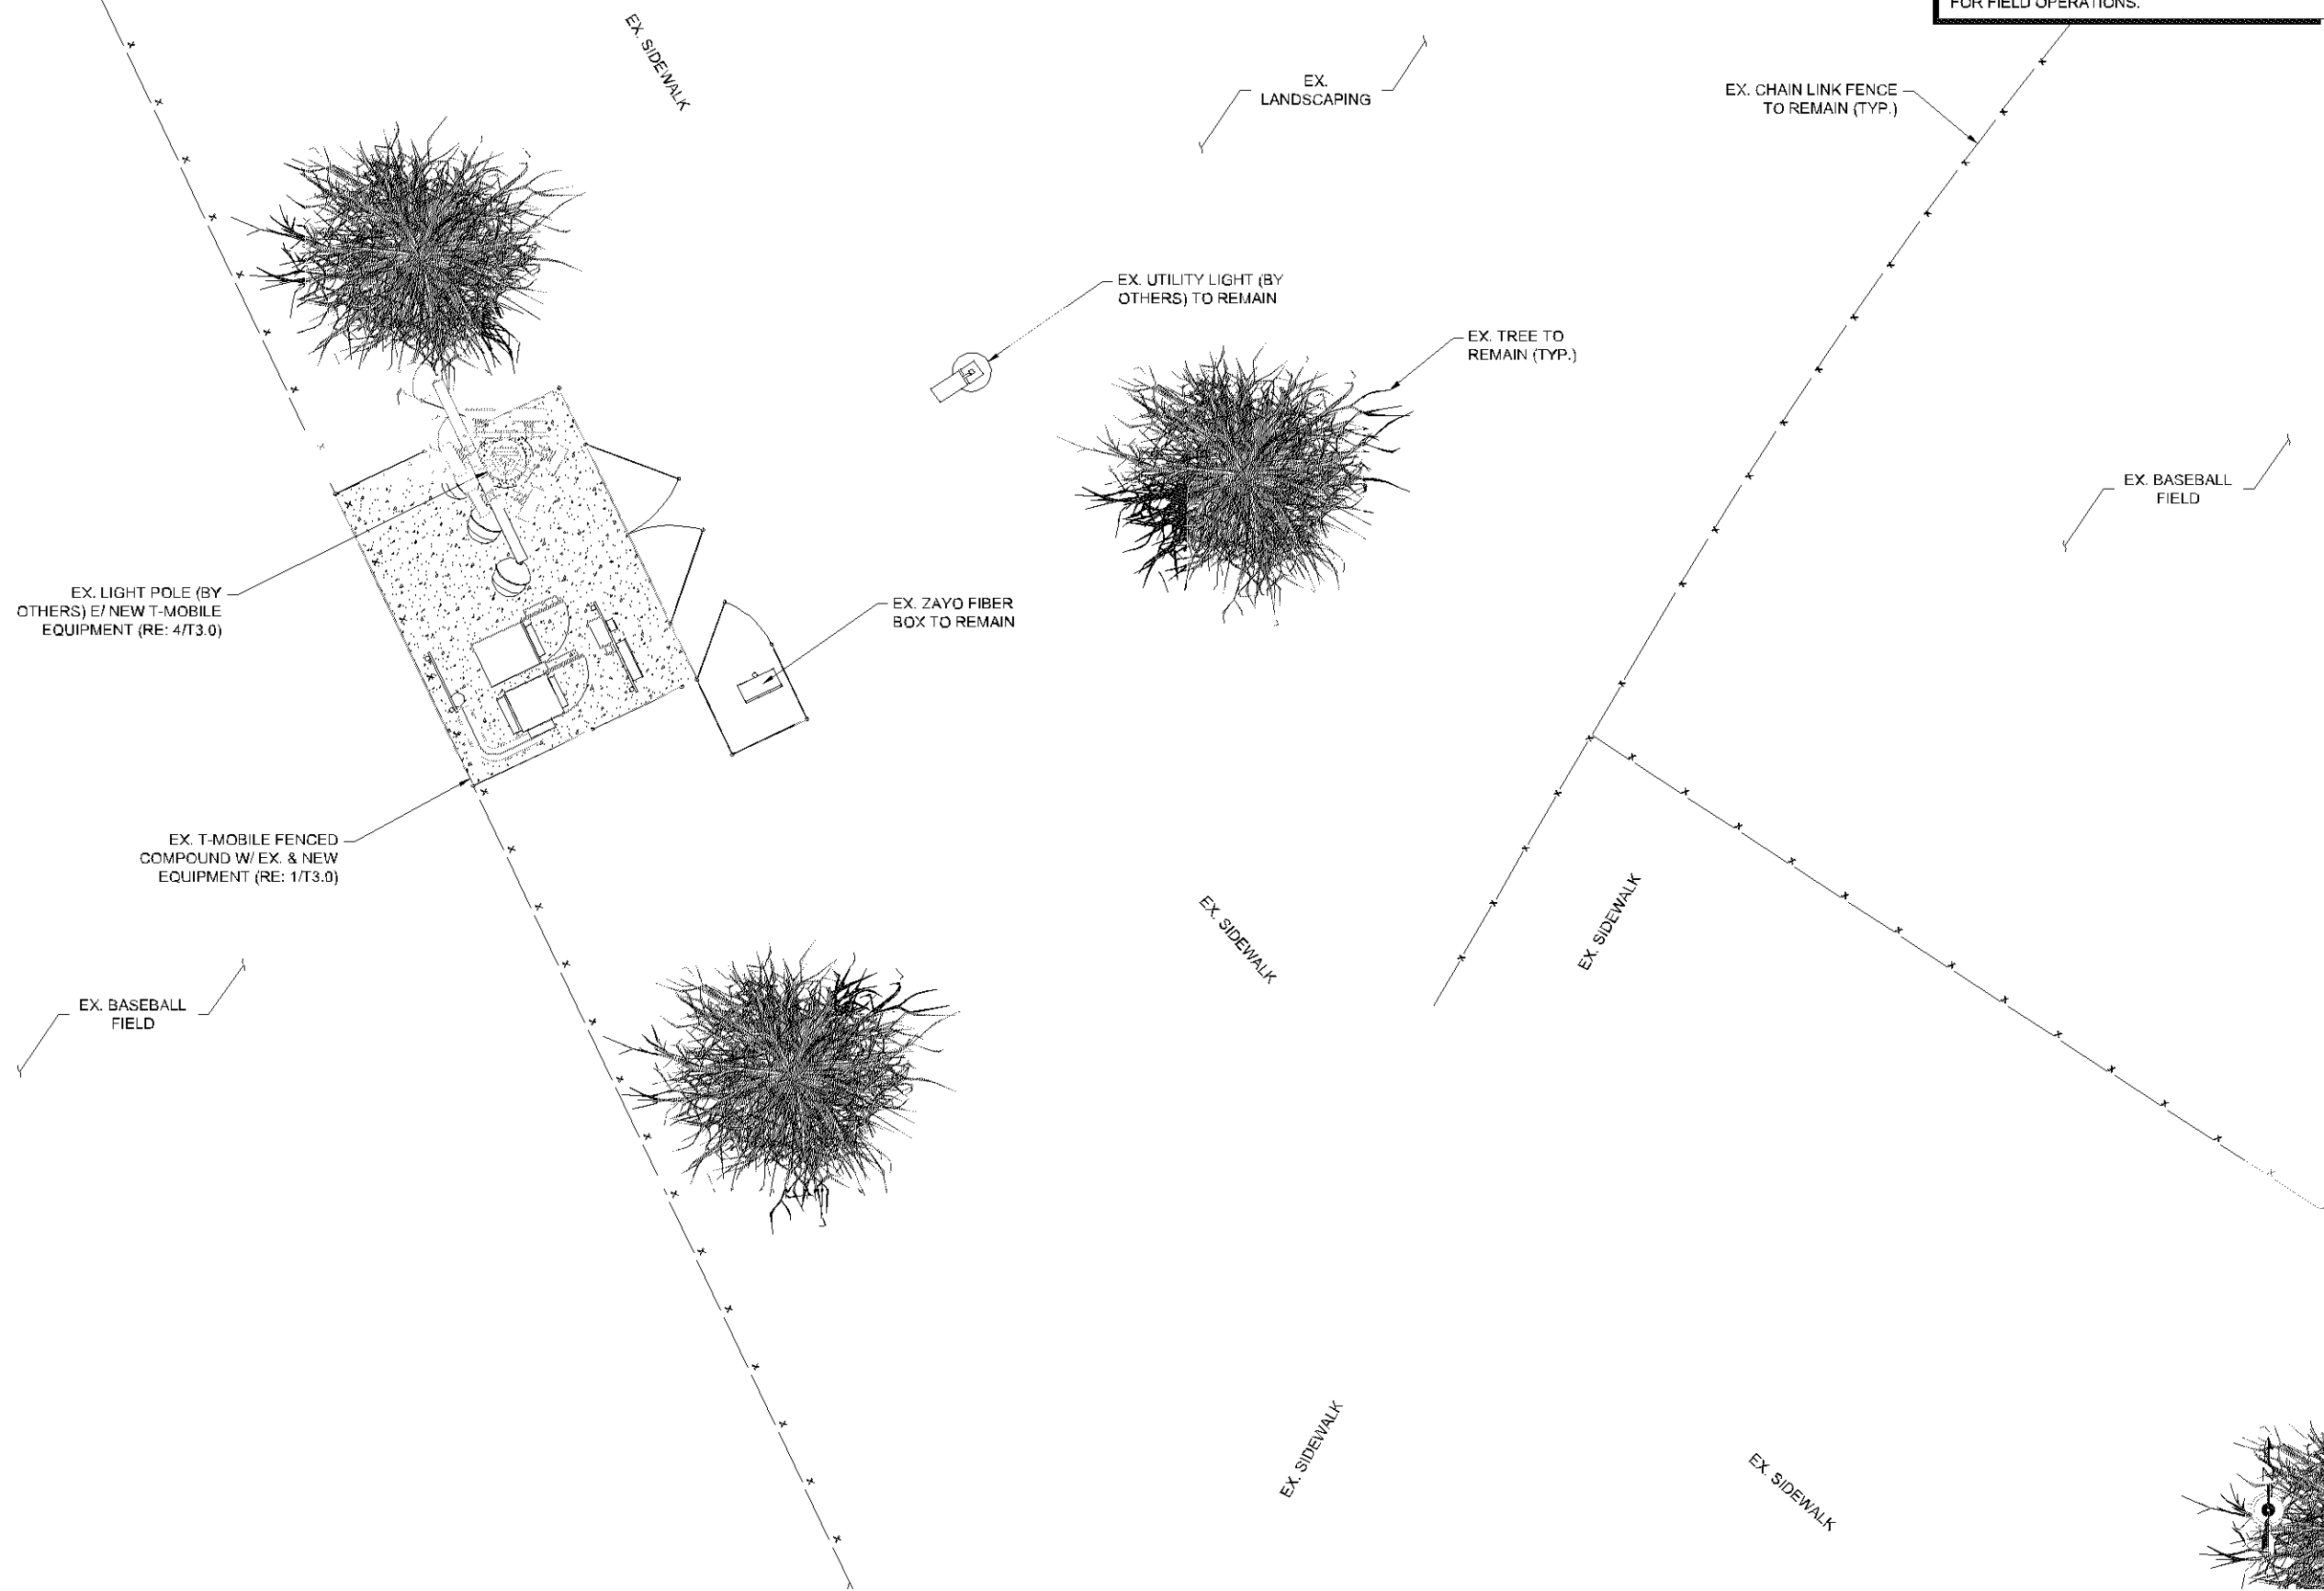 FOR FIELD OPERATIONS.
EX. SIDEWALK
EX.
LANDSCAPING
EX. CHAIN LINK FENCE
TO REMAIN (TYP.)
EX. UTILITY LIGHT (BY
OTHERS) TO REMAIN
EX. TREE TO
REMAIN (TYP.)
EX. BASEBALL
FIELD
EX. LIGHT POLE (BY
OTHERS) E/ NEW T-MOBILE
EQUIPMENT (RE: 4/T3.0)
EX. ZAYO FIBER
BOX TO REMAIN
EX. T-MOBILE FENCED
COMPOUND W/ EX. & NEW
EQUIPMENT (RE: 1/T3.0)
EX. SIDEWALK
EX. SIDEWALK
EX. BASEBALL
FIELD
EX. SIDEWALK
EX. SIDEWALK